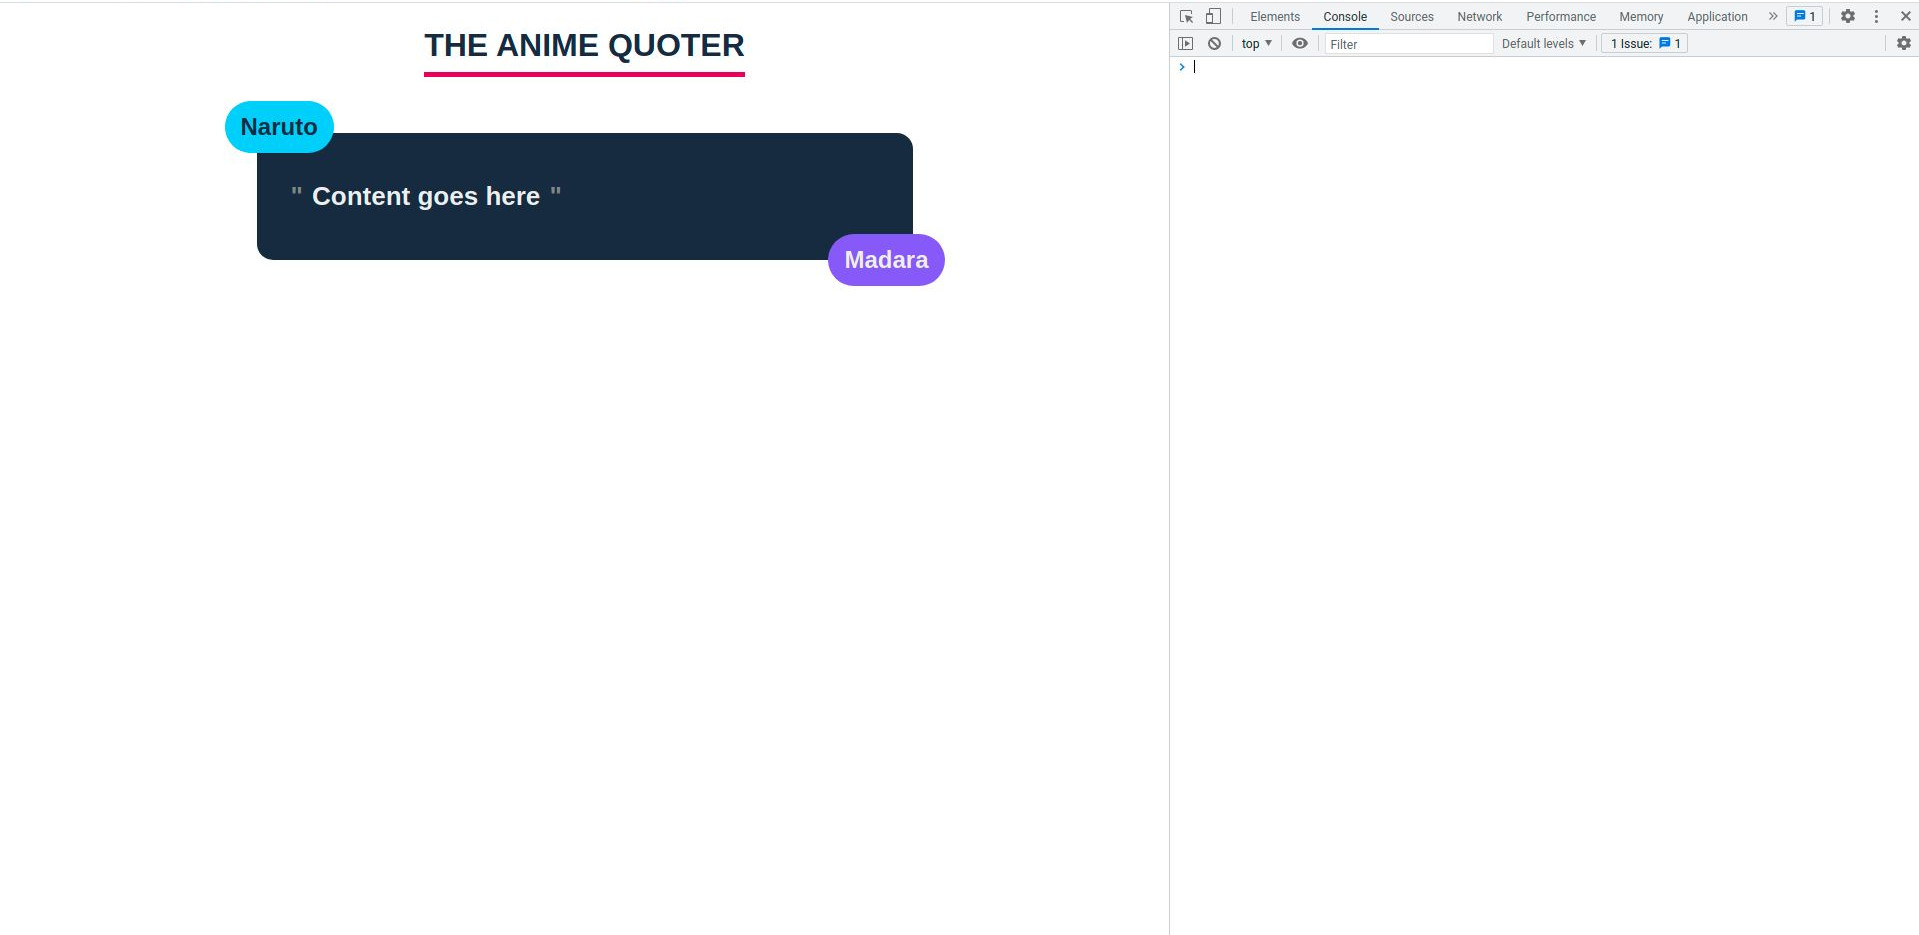 THE ANIME QUOTER
Naruto
" Content goes here "
Madara
Elements Console Sources Network Performance Memory Application » 1
top Filter Default levels 1 Issue: 1
>